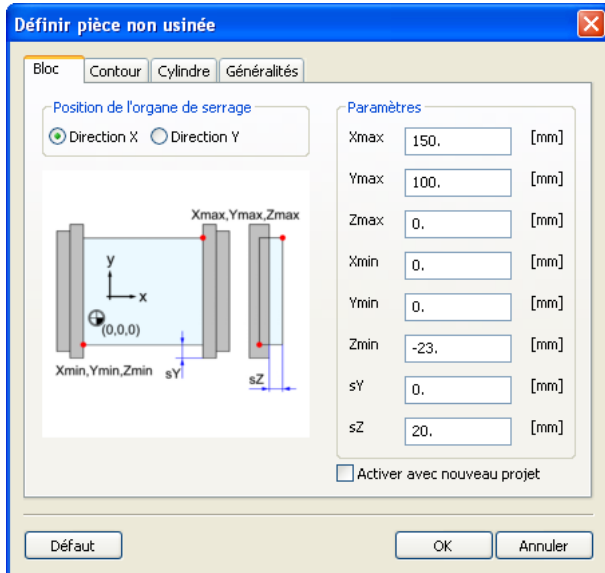 Définir pièce non usinée
Bloc Contour Cylindre Généralités
Position de l'organe de serrage
Direction X Direction Y
Xmax,Ymax,Zmax
y
x
(0,0,0)
Xmin,Ymin,Zmin sY
sZ
Paramètres
Xmax 150. [mm]
Ymax 100. [mm]
Zmax 0. [mm]
Xmin 0. [mm]
Ymin 0. [mm]
Zmin -23. [mm]
sY 0. [mm]
sZ 20. [mm]
Activer avec nouveau projet
Défaut OK Annuler